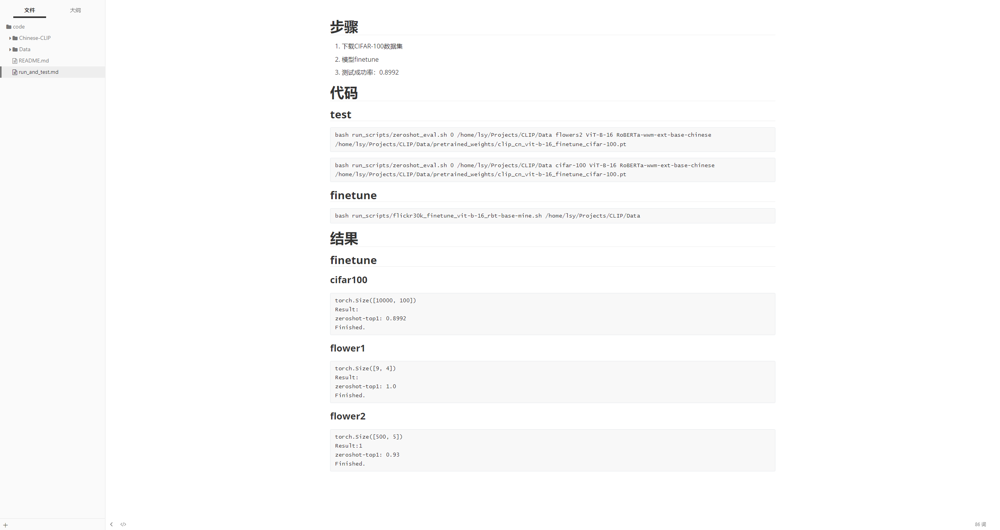 文件
大纲
code
Chinese-CLIP
Data
README.md
run_and_test.md
步骤
1. 下载CIFAR-100数据集
2. 模型finetune
3. 测试成功率：0.8992
代码
test
bash run_scripts/zeroshot_eval.sh 0 /home/lsy/Projects/CLIP/Data flowers2 ViT-B-16 RoBERTa-wwm-ext-base-chinese
/home/lsy/Projects/CLIP/Data/pretrained_weights/clip_cn_vit-b-16_finetune_cifar-100.pt
bash run_scripts/zeroshot_eval.sh 0 /home/lsy/Projects/CLIP/Data cifar-100 ViT-B-16 RoBERTa-wwm-ext-base-chinese
/home/lsy/Projects/CLIP/Data/pretrained_weights/clip_cn_vit-b-16_finetune_cifar-100.pt
finetune
bash run_scripts/flickr30k_finetune_vit-b-16_rbt-base-mine.sh /home/lsy/Projects/CLIP/Data
结果
finetune
cifar100
torch.Size([10000, 100])
Result:
zeroshot-top1: 0.8992
Finished.
flower1
torch.Size([9, 4])
Result:
zeroshot-top1: 1.0
Finished.
flower2
torch.Size([500, 5])
Result:1
zeroshot-top1: 0.93
Finished.
86 词